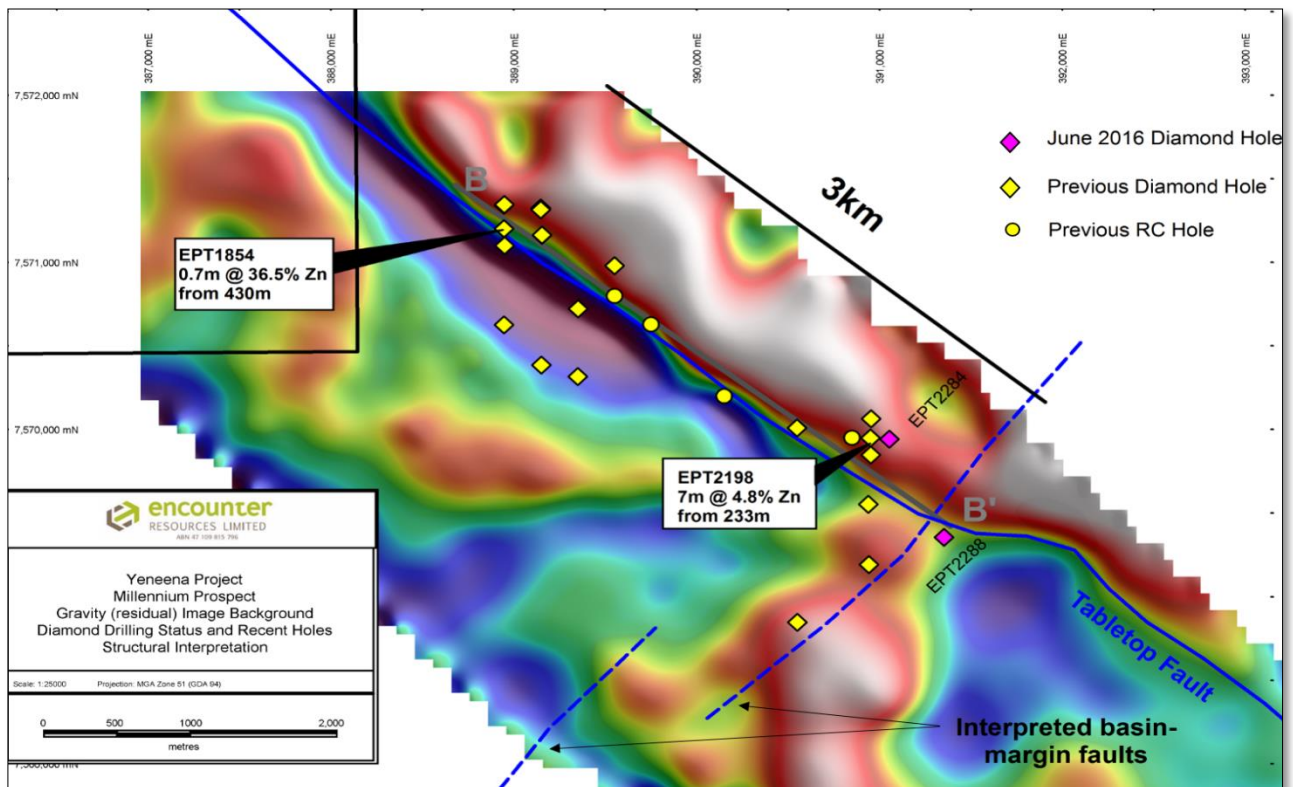 387,000 mE
388,000 mE
389,000 mE
390,000 mE
391,000 mE
392,000 mE
393,000 mE
7,572,000 mN
7,571,000 mN
7,570,000 mN
June 2016 Diamond Hole
Previous Diamond Hole
Previous RC Hole
3km
B
EPT1854
0.7m @ 36.5% Zn
from 430m
EPT2284
EPT2198
7m @ 4.8% Zn
from 233m
B'
EPT2288
Tabletop Fault
Interpreted basin-
margin faults
encounter
RESOURCES LIMITED
ABN 47 109 815 796
Yeneena Project
Millennium Prospect
Gravity (residual) Image Background
Diamond Drilling Status and Recent Holes
Structural Interpretation
Scale: 1:25000 Projection: MGA Zone 51 (GDA 94)
0 500 1000 2,000
metres